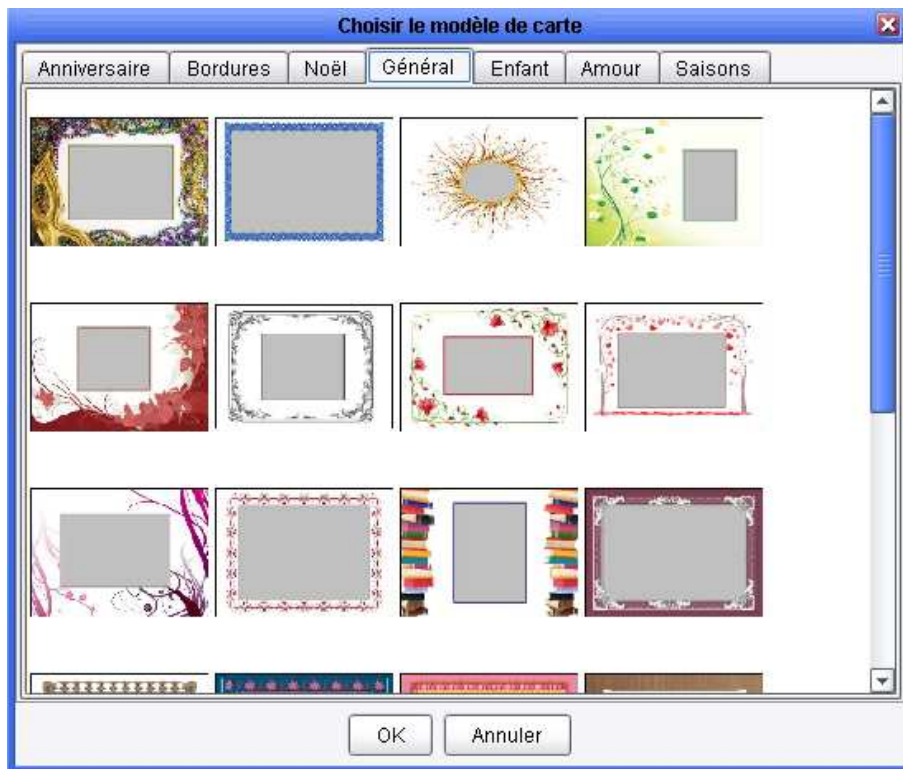 Choisir le modèle de carte
Anniversaire Bordures Noël Général Enfant Amour Saisons
OK Annuler